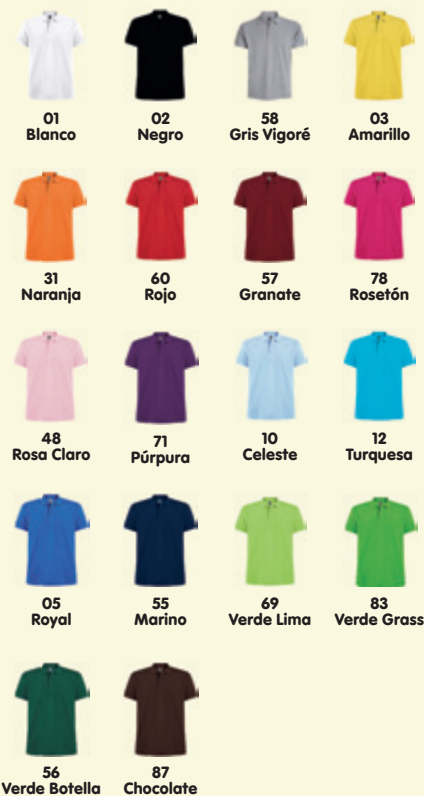 01
Blanco
02
Negro
58
Gris Vigoré
03
Amarillo
31
Naranja
60
Rojo
57
Granate
78
Rosetón
48
Rosa Claro
71
Púrpura
10
Celeste
12
Turquesa
05
Royal
55
Marino
69
Verde Lima
83
Verde Grass
56
Verde Botella
87
Chocolate